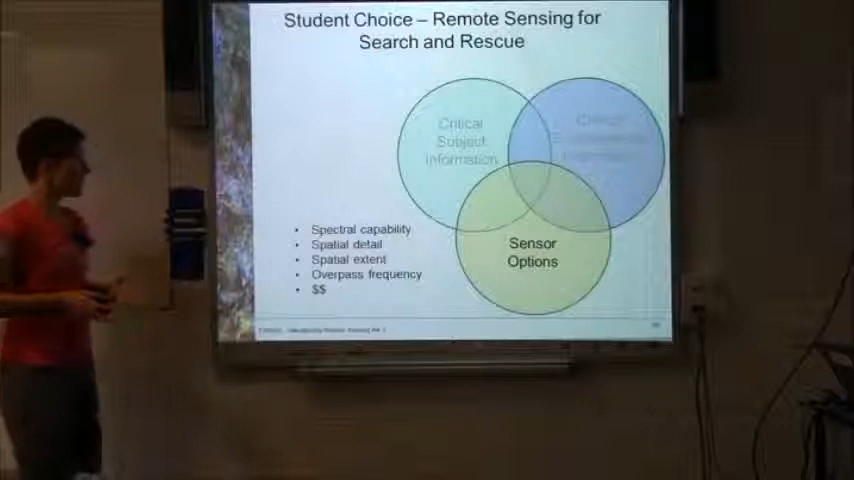 Student Choice – Remote Sensing for
Search and Rescue
Critical
Subject
Information
Critical
• Spectral capability
• Spatial detail
• Spatial extent
• Overpass frequency
• $$
Sensor
Options